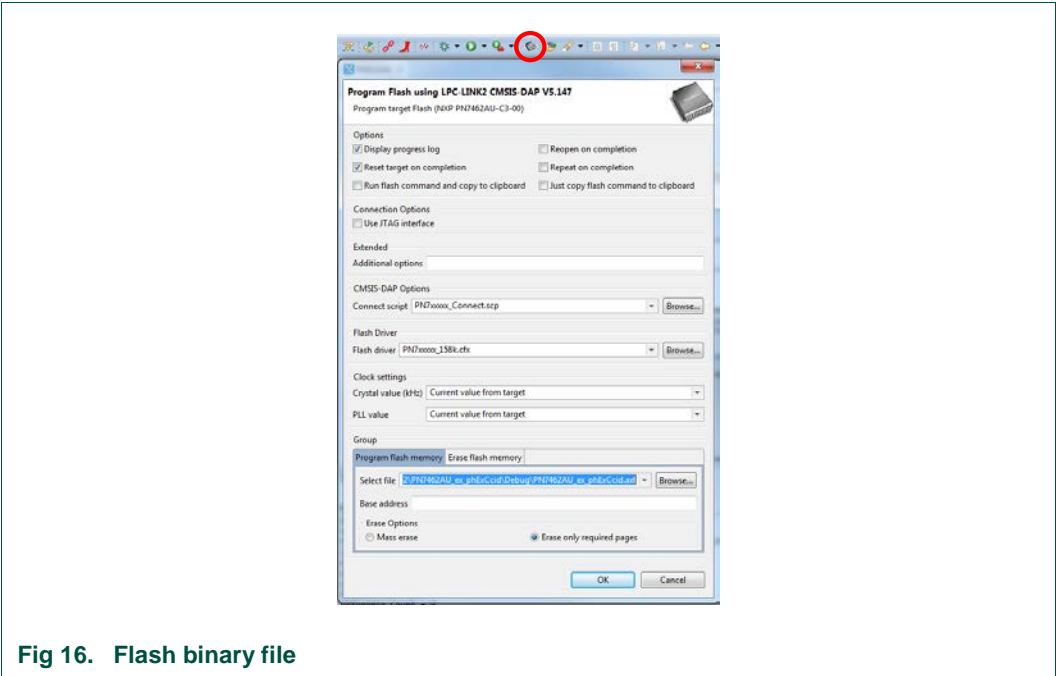 Program Flash using LPC-LINK2 CMSIS-DAP V5.147
Program target Flash (NXP PN7462AU-C3-00)
Options
Display progress log Reopen on completion
Reset target on completion Repeat on completion
Run flash command and copy to clipboard Just copy flash command to clipboard
Connection Options
Use JTAG interface
Extended
Additional options
CMSIS-DAP Options
Connect script PN7xxxxx_Connect.scp Browse...
Flash Driver
Flash driver PN7xxxxx_158k.cfx Browse...
Clock settings
Crystal value (kHz) Current value from target
PLL value Current value from target
Group
Program flash memory Erase flash memory
Select file 2\PN7462AU_ex_phExCcid\Debug\PN7462AU_ex_phExCcid.axf Browse...
Base address
Erase Options
Mass erase Erase only required pages
OK Cancel
Fig 16. Flash binary file